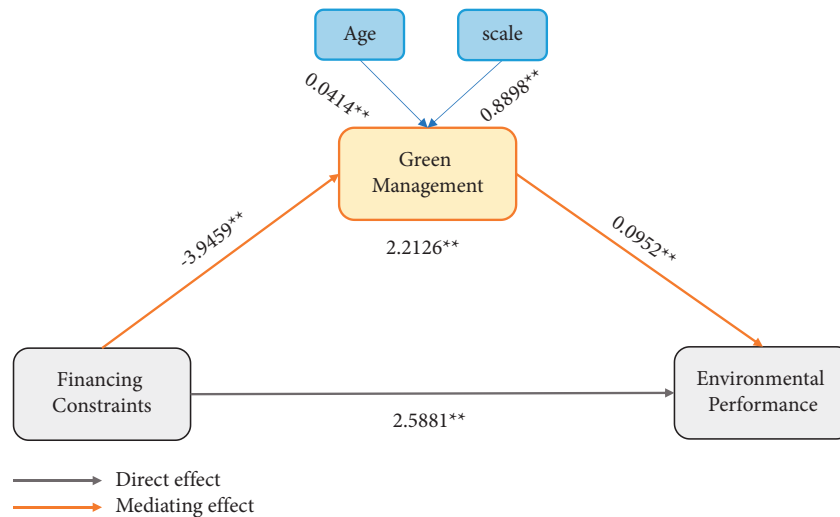 Age
scale
0.0414**
0.8898**
Green
Management
-3.9459**
2.2126**
0.0952**
Financing
Constraints
Environmental
Performance
2.5881**
Direct effect
Mediating effect